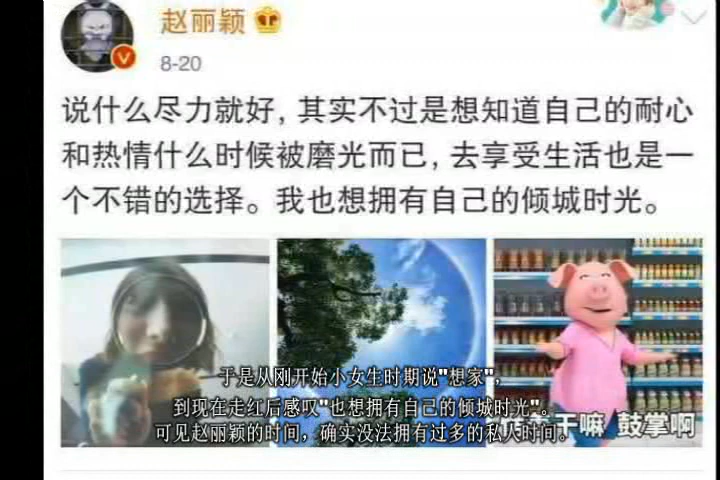 赵丽颖
8-20
说什么尽力就好，其实不过是想知道自己的耐心
和热情什么时候被磨光而已，去享受生活也是一
个不错的选择。我也想拥有自己的倾城时光。
于是从刚开始小女生时期说"想家"，
到现在走红后感叹"也想拥有自己的倾城时光"。
可见赵丽颖的时间，确实没法拥有过多的私人时间。
干嘛 鼓掌啊